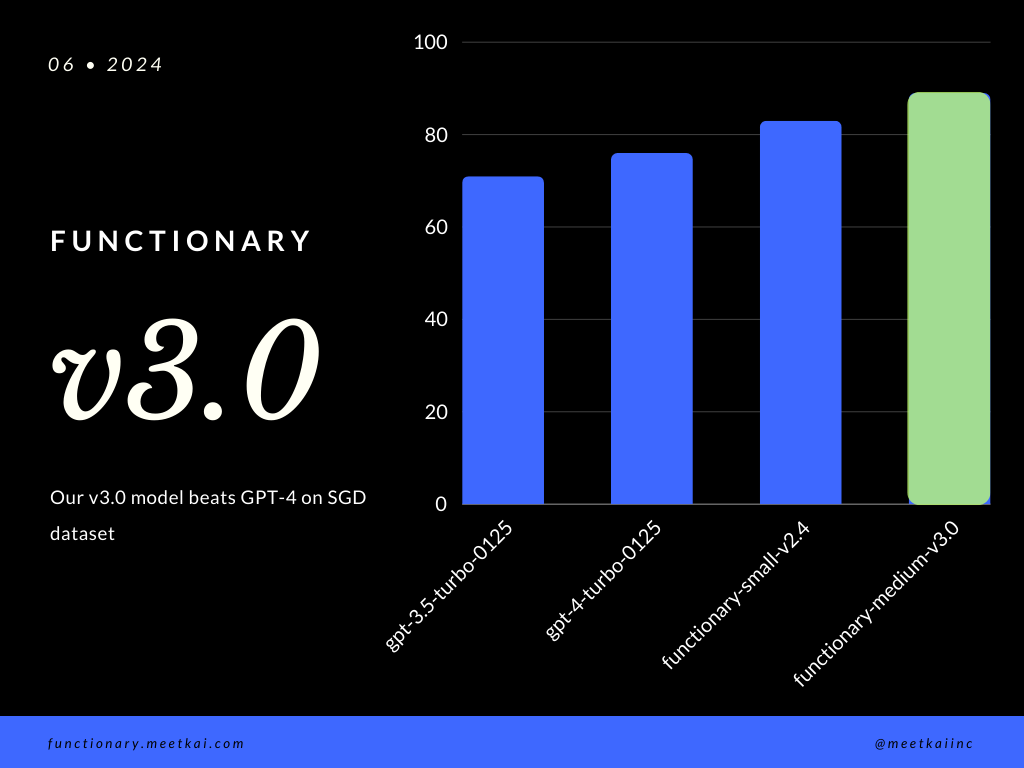 06 • 2024
FUNCTIONARY
v3.0
Our v3.0 model beats GPT-4 on SGD
dataset
100
80
60
40
20
0
gpt-3.5-turbo-0125
gpt-4-turbo-0125
functionary-small-v2.4
functionary-medium-v3.0
functionary.meetkai.com
@meetkaiinc